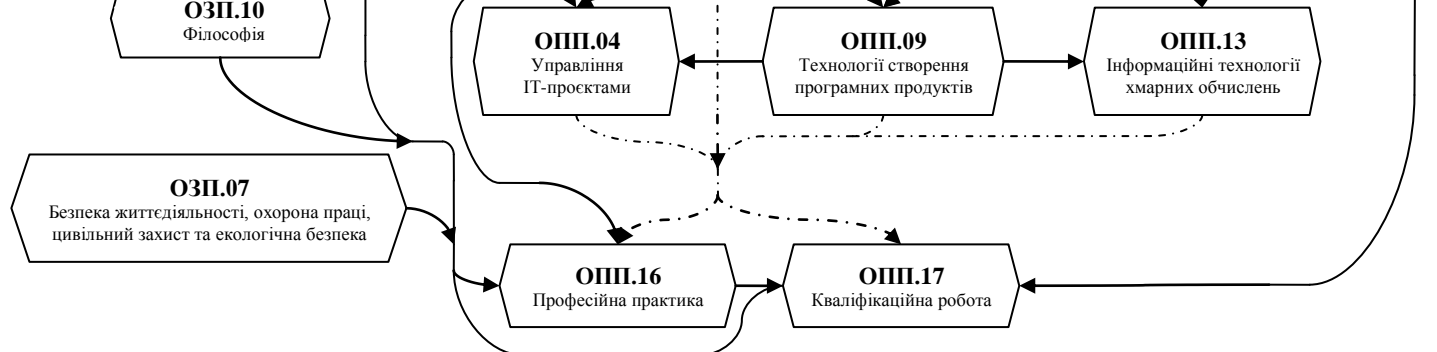 ОЗП.10
Філософія
ОПП.04
Управління
ІТ-проєктами
ОПП.09
Технології створення
програмних продуктів
ОПП.13
Інформаційні технології
хмарних обчислень
ОЗП.07
Безпека життєдіяльності, охорона праці,
цивільний захист та екологічна безпека
ОПП.16
Професійна практика
ОПП.17
Кваліфікаційна робота